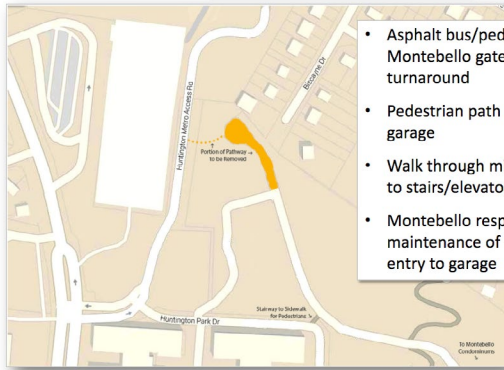 • Asphalt bus/ped
Montebello gate
turnaround
• Pedestrian path
garage
• Walk through m
to stairs/elevato
• Montebello resp
maintenance of
entry to garage
Biscayne Dr
Huntington Metro Access Rd
Portion of Pathway
to be Removed
Stairway to Sidewalk
for Pedestrians
Huntington Park Dr
To Montebello
Condominiums